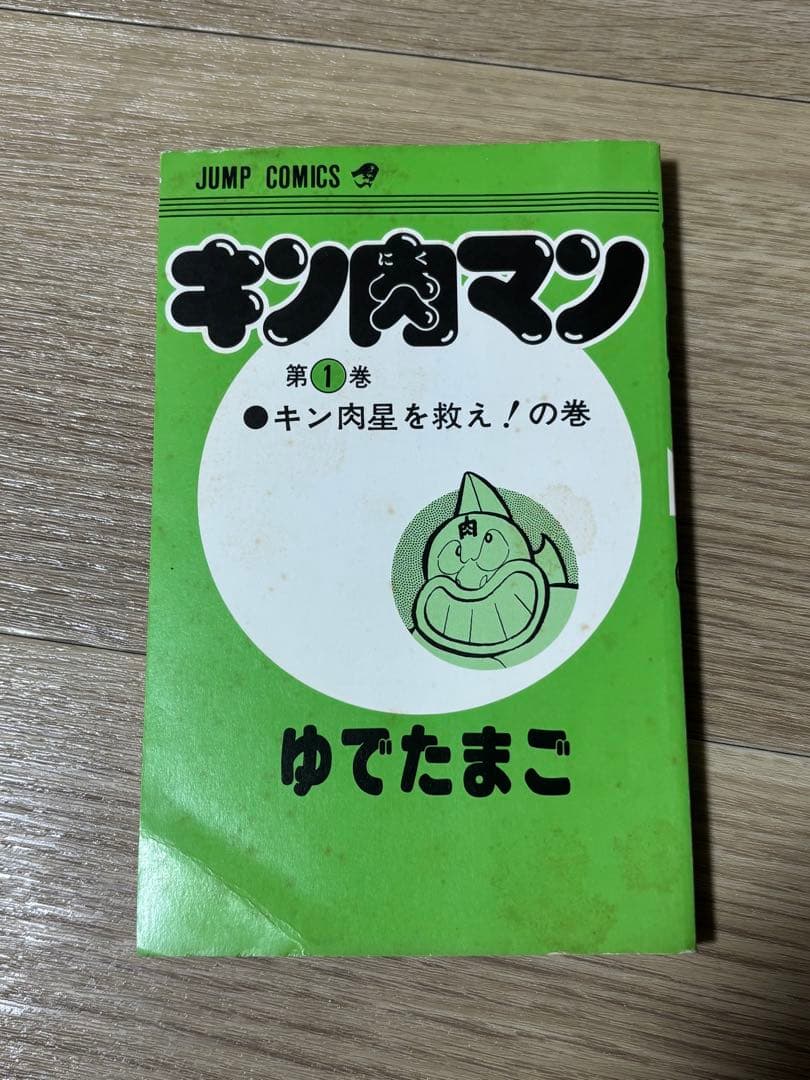 JUMP COMICS
キン肉マン
にく
第1巻
●キン肉星を救え！の巻
肉
ゆでたまご